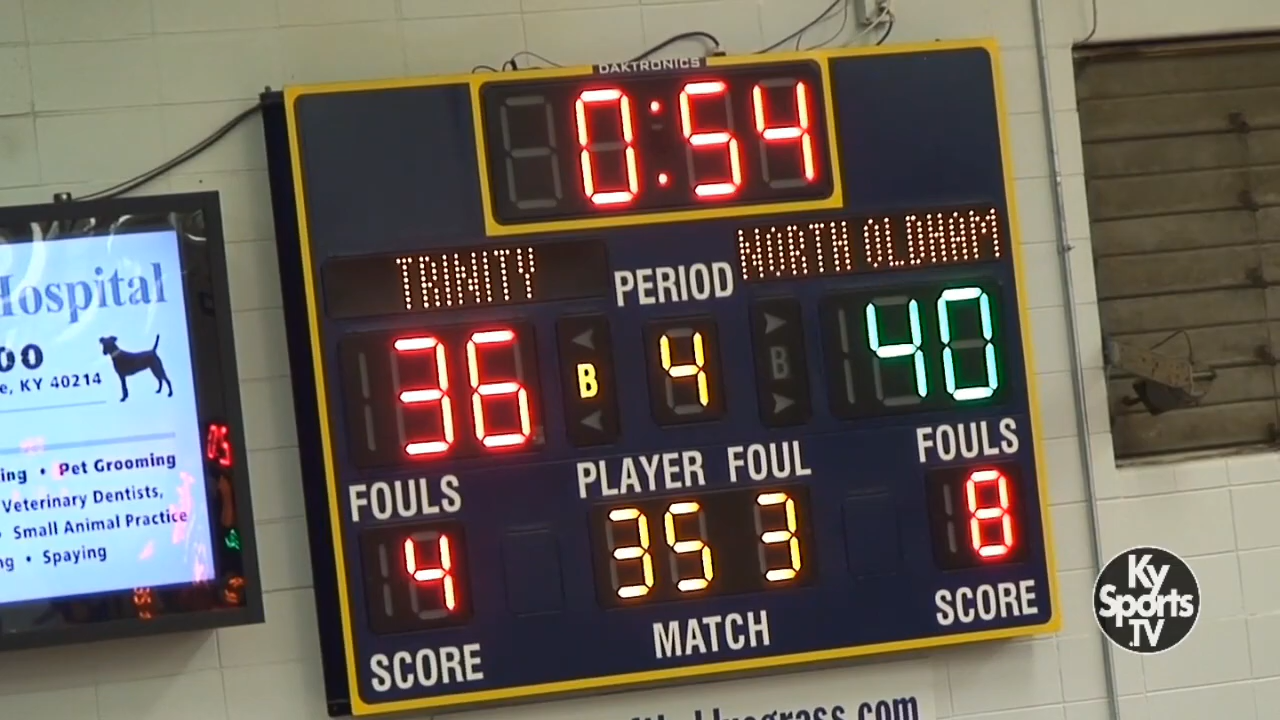 DAKTRONICS
0:54
TRINITY
NORTH OLDHAM
PERIOD
36
B
4
B
40
FOULS
PLAYER FOUL
FOULS
4
35 3
8
SCORE
MATCH
SCORE
Hospital
00
e, KY 40214
ing • Pet Grooming
Veterinary Dentists,
• Small Animal Practice
ng • Spaying
Ky
Sports
.TV